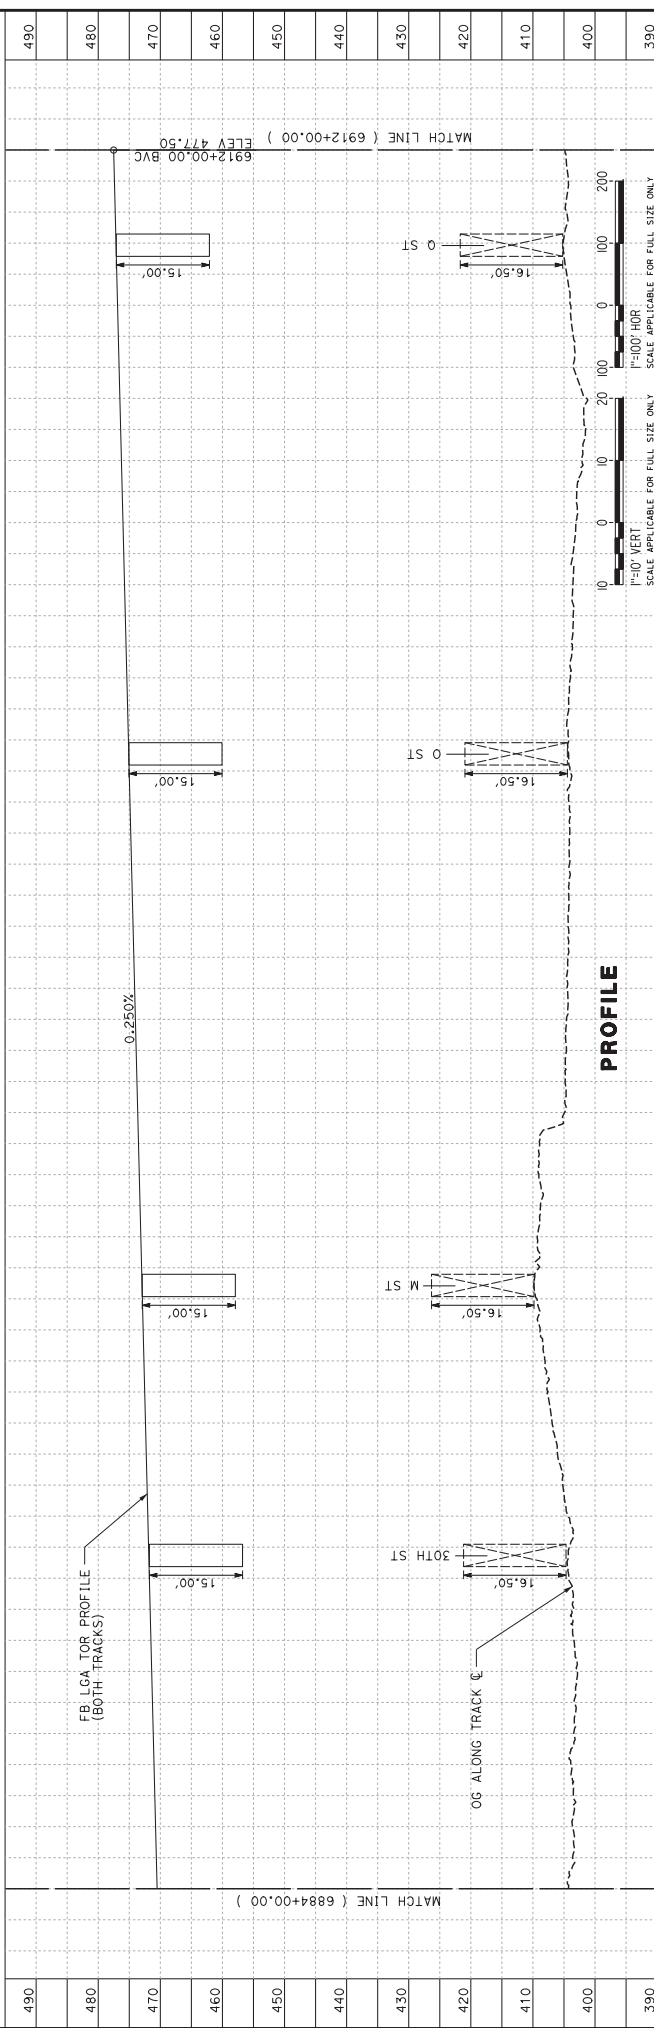 490
480
470
460
450
440
430
420
410
400
390
MATCH LINE ( 6912+00.00 )
6912+00.00 BVC
ELEV 477.50
15.00'
Q ST
16.50'
15.00'
O ST
16.50'
0.250%
15.00'
M ST
16.50'
15.00'
30TH ST
16.50'
FB LGA TOR PROFILE
(BOTH TRACKS)
OG ALONG TRACK ℄
MATCH LINE ( 6884+00.00 )
PROFILE
10 0 10 20
1"=10' VERT
SCALE APPLICABLE FOR FULL SIZE ONLY
100 0 100 200
1"=100' HOR
SCALE APPLICABLE FOR FULL SIZE ONLY
490
480
470
460
450
440
430
420
410
400
390